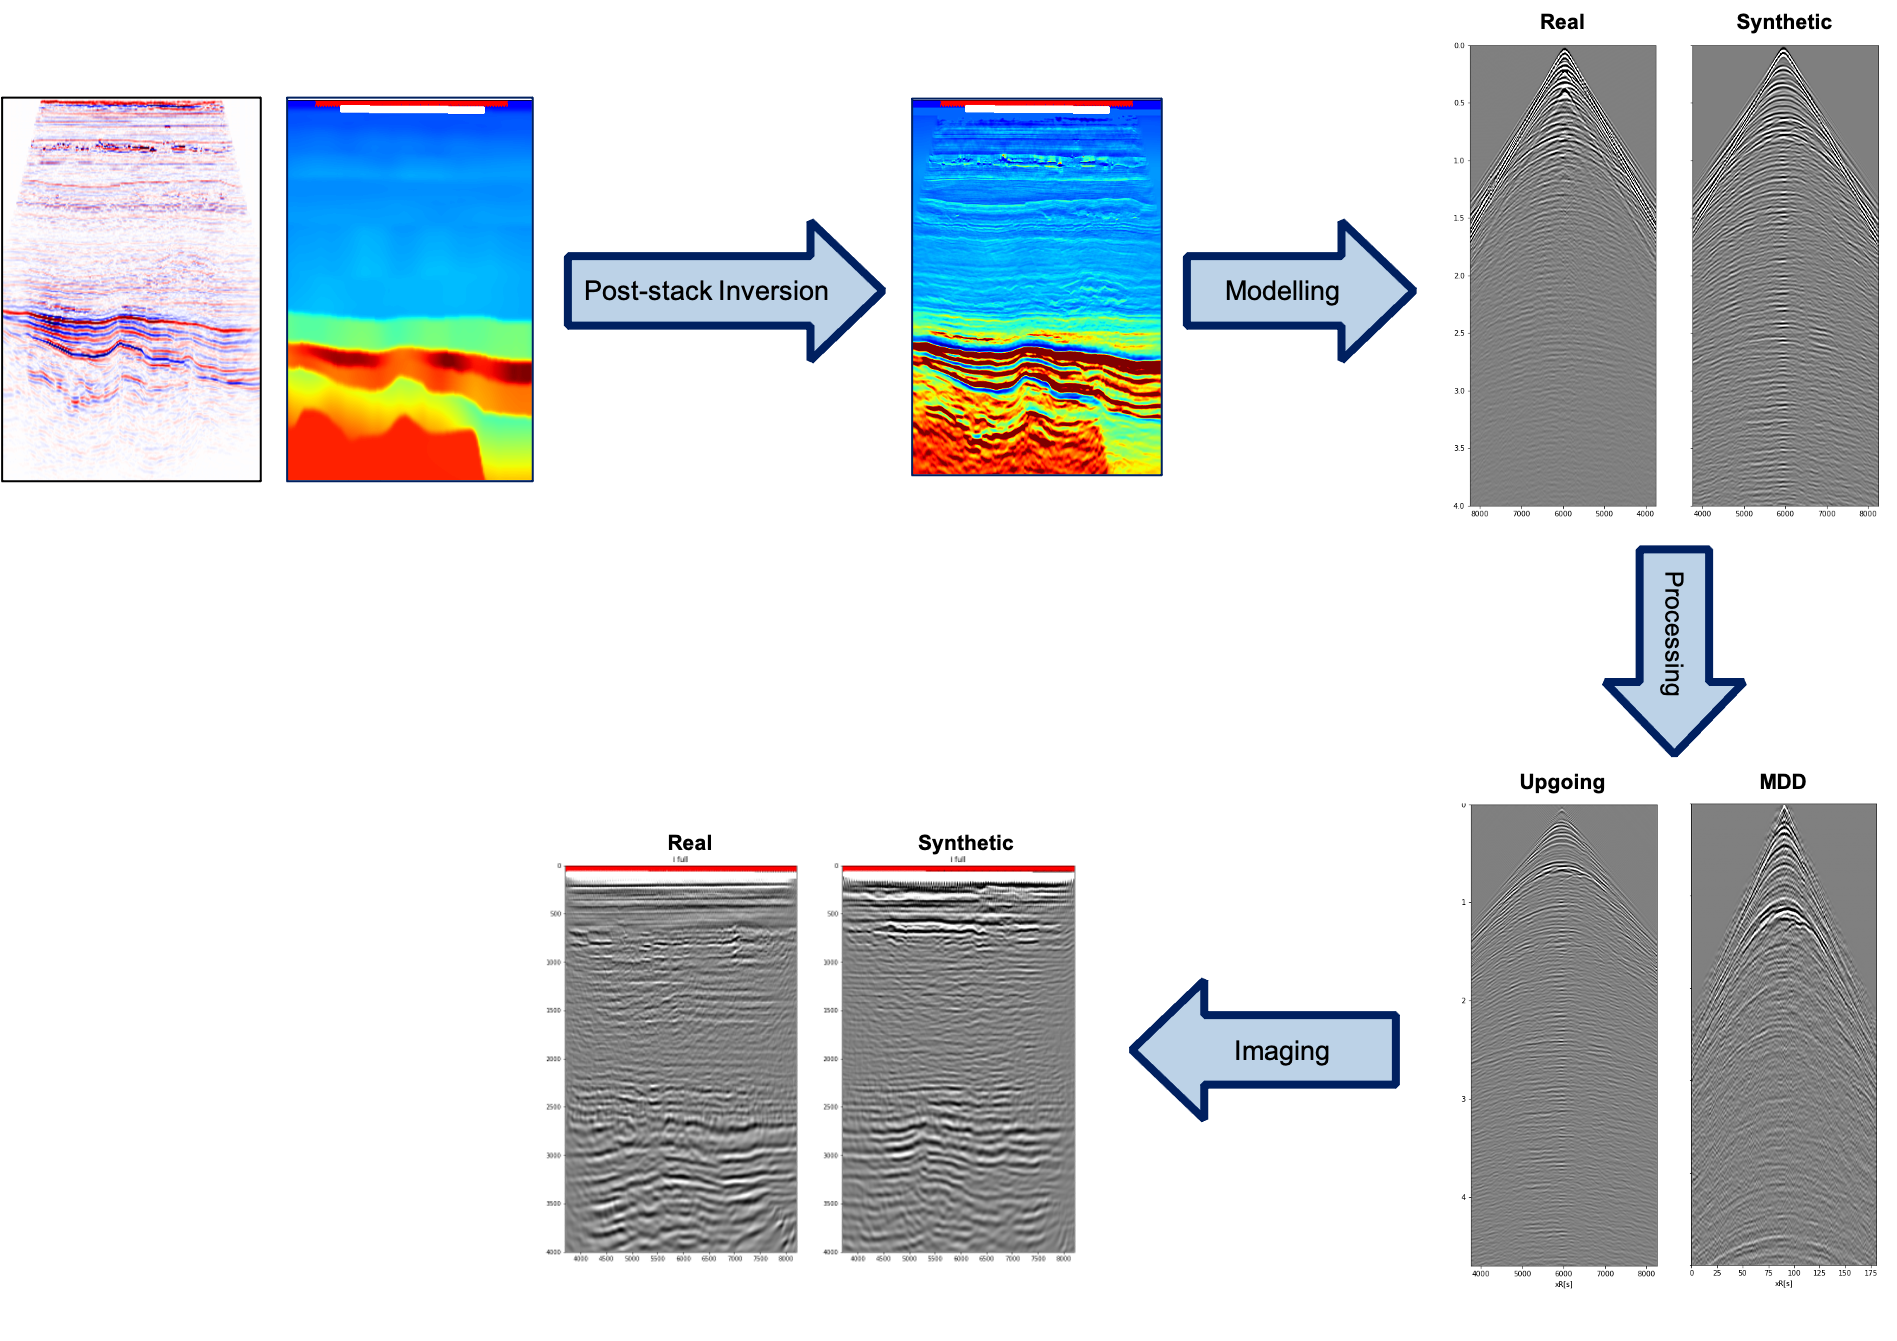 Real Synthetic
0.0
0.5
1.0
1.5
2.0
2.5
3.0
3.5
4.0
8000 7000 6000 5000 4000
4000 5000 6000 7000 8000
Post-stack Inversion
Modelling
Processing
Upgoing MDD
0
1
2
3
4
4000 5000 6000 7000 8000
xR[s]
0 25 50 75 100 125 150 175
xR[s]
Imaging
Real Synthetic
i full
i full
0
500
1000
1500
2000
2500
3000
3500
4000
4000 4500 5000 5500 6000 6500 7000 7500 8000
0
500
1000
1500
2000
2500
3000
3500
4000
4000 4500 5000 5500 6000 6500 7000 7500 8000